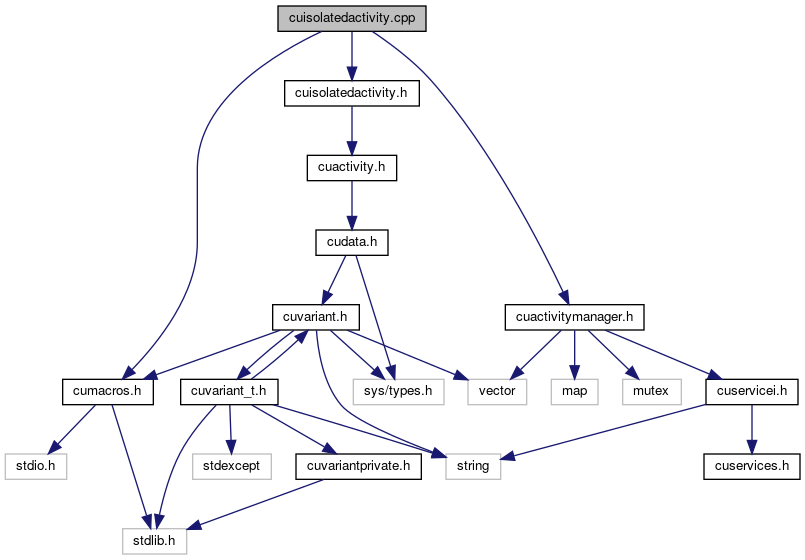 cuisolatedactivity.cpp
cuisolatedactivity.h
cuactivity.h
cudata.h
cuvariant.h
cuactivitymanager.h
cumacros.h
cuvariant_t.h
sys/types.h
vector
map
mutex
cuservicei.h
stdio.h
stdexcept
cuvariantprivate.h
string
cuservices.h
stdlib.h